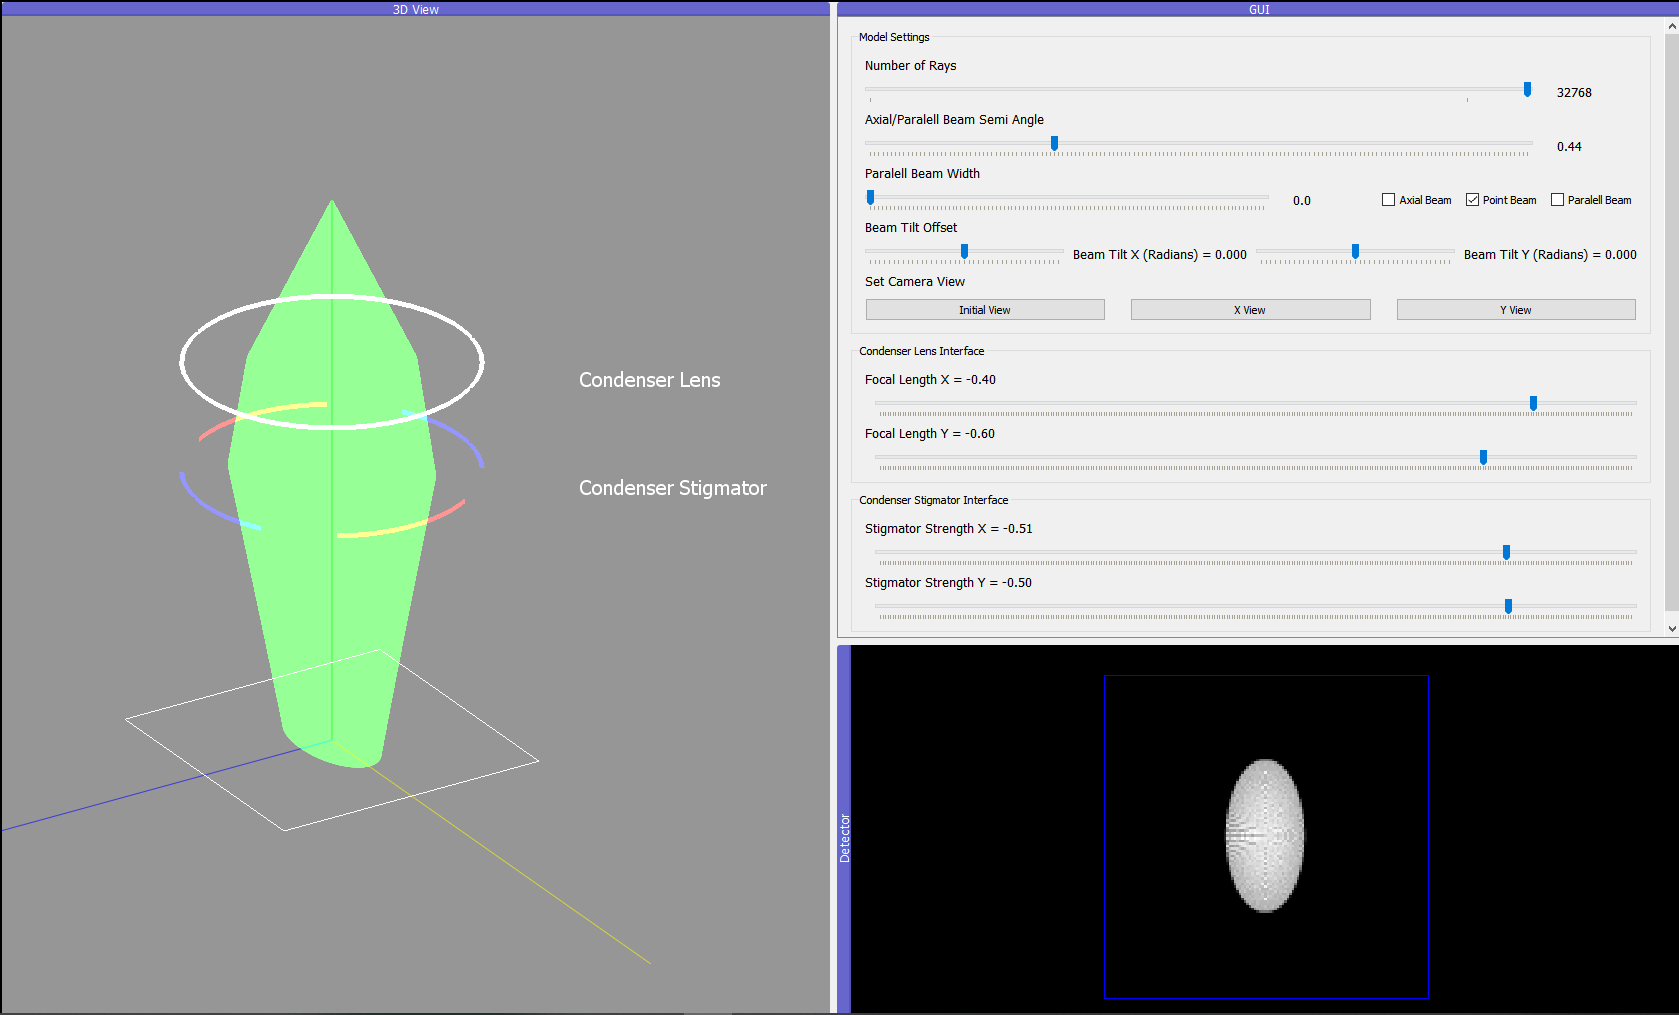 3D View
Condenser Lens
Condenser Stigmator
GUI
Model Settings
Number of Rays
32768
Axial/Paralell Beam Semi Angle
0.44
Paralell Beam Width
0.0
Axial Beam
Point Beam
Paralell Beam
Beam Tilt Offset
Beam Tilt X (Radians) = 0.000
Beam Tilt Y (Radians) = 0.000
Set Camera View
Initial View
X View
Y View
Condenser Lens Interface
Focal Length X = -0.40
Focal Length Y = -0.60
Condenser Stigmator Interface
Stigmator Strength X = -0.51
Stigmator Strength Y = -0.50
Detector